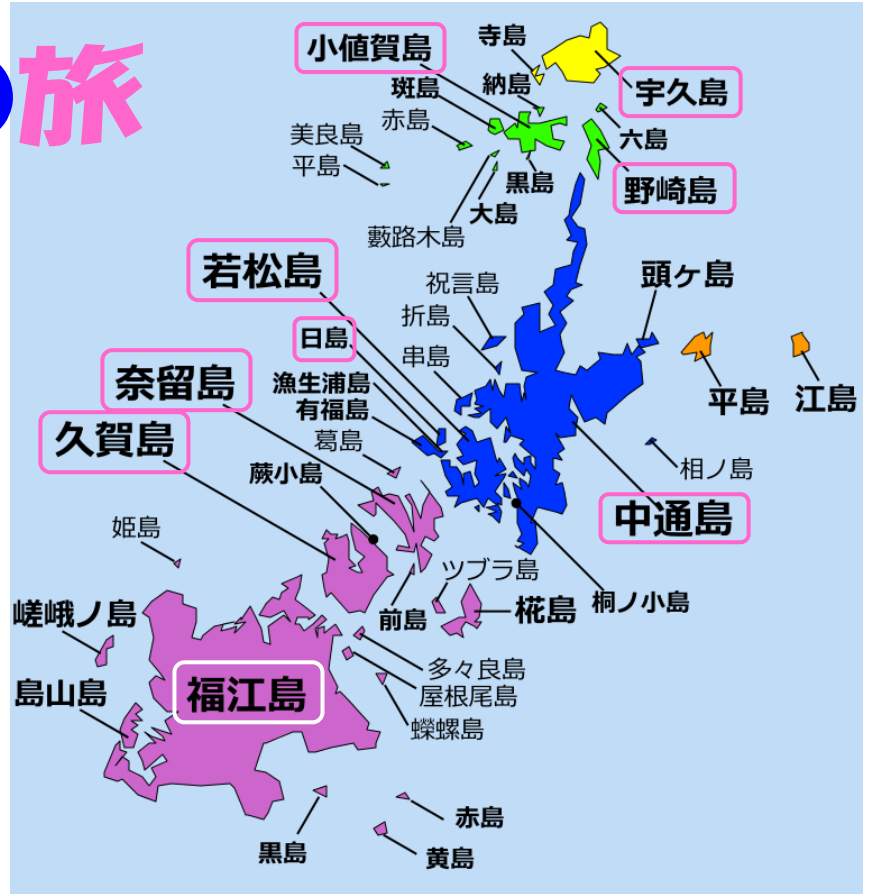 の旅
小値賀島
寺島
宇久島
斑島
納島
赤島
六島
美良島
平島
黒島
野崎島
大島
藪路木島
若松島
祝言島
頭ヶ島
折島
日島
串島
奈留島
漁生浦島
平島
江島
有福島
久賀島
葛島
相ノ島
蕨小島
中通島
姫島
ツブラ島
嵯峨ノ島
前島
椛島
桐ノ小島
多々良島
島山島
福江島
屋根尾島
蠑螺島
赤島
黒島
黄島